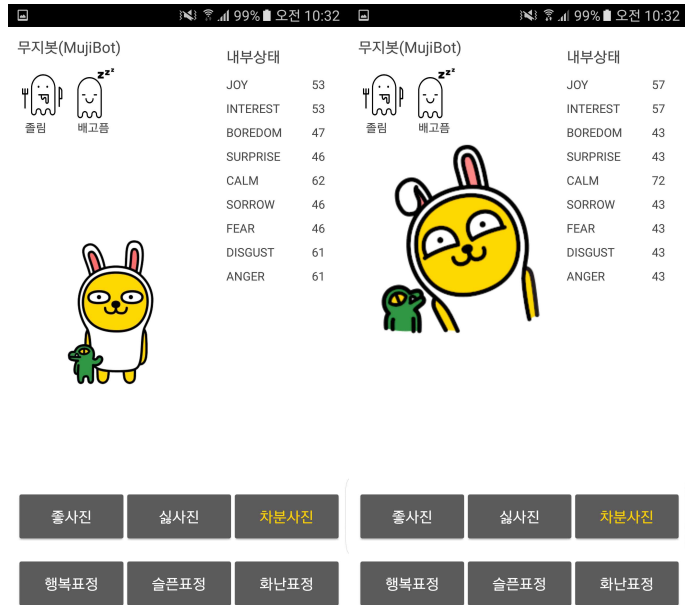 99% 오전 10:32
무지봇(MujiBot)
zzz
졸림 배고픔
내부상태
JOY 53
INTEREST 53
BOREDOM 47
SURPRISE 46
CALM 62
SORROW 46
FEAR 46
DISGUST 61
ANGER 61
좋사진 싫사진 차분사진
행복표정 슬픈표정 화난표정
99% 오전 10:32
무지봇(MujiBot)
zzz
졸림 배고픔
내부상태
JOY 57
INTEREST 57
BOREDOM 43
SURPRISE 43
CALM 72
SORROW 43
FEAR 43
DISGUST 43
ANGER 43
좋사진 싫사진 차분사진
행복표정 슬픈표정 화난표정